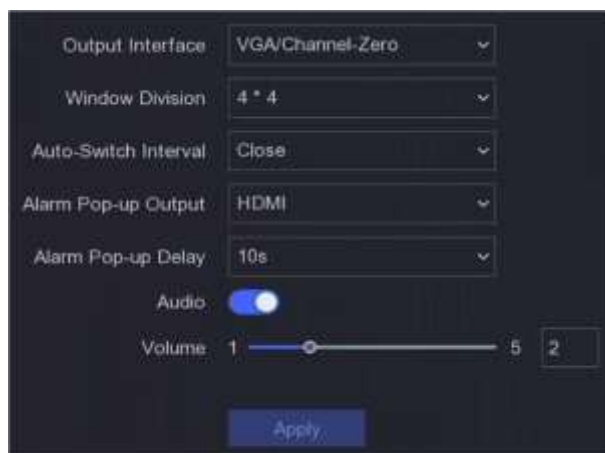 Output Interface VGA/Channel-Zero
Window Division 4 * 4
Auto-Switch Interval Close
Alarm Pop-up Output HDMI
Alarm Pop-up Delay 10s
Audio
Volume 1 5 2
Apply